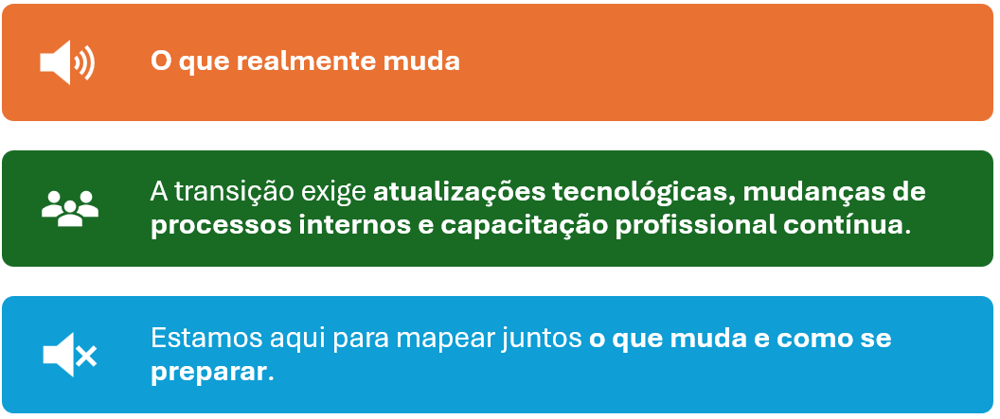 O que realmente muda
A transição exige atualizações tecnológicas, mudanças de
processos internos e capacitação profissional contínua.
Estamos aqui para mapear juntos o que muda e como se
preparar.